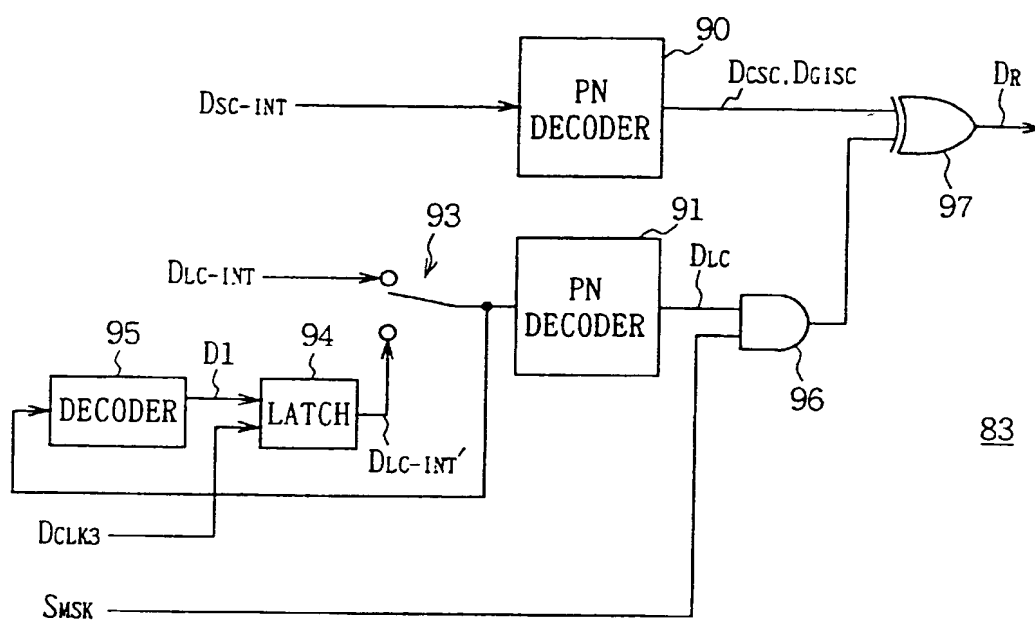 90
DSC-INT
PN
DECODER
DCSC, DGISC
DR
97
93
91
DLC-INT
PN
DECODER
DLC
96
95
D1
94
DECODER
LATCH
DLC-INT'
83
DCLK3
SMSK